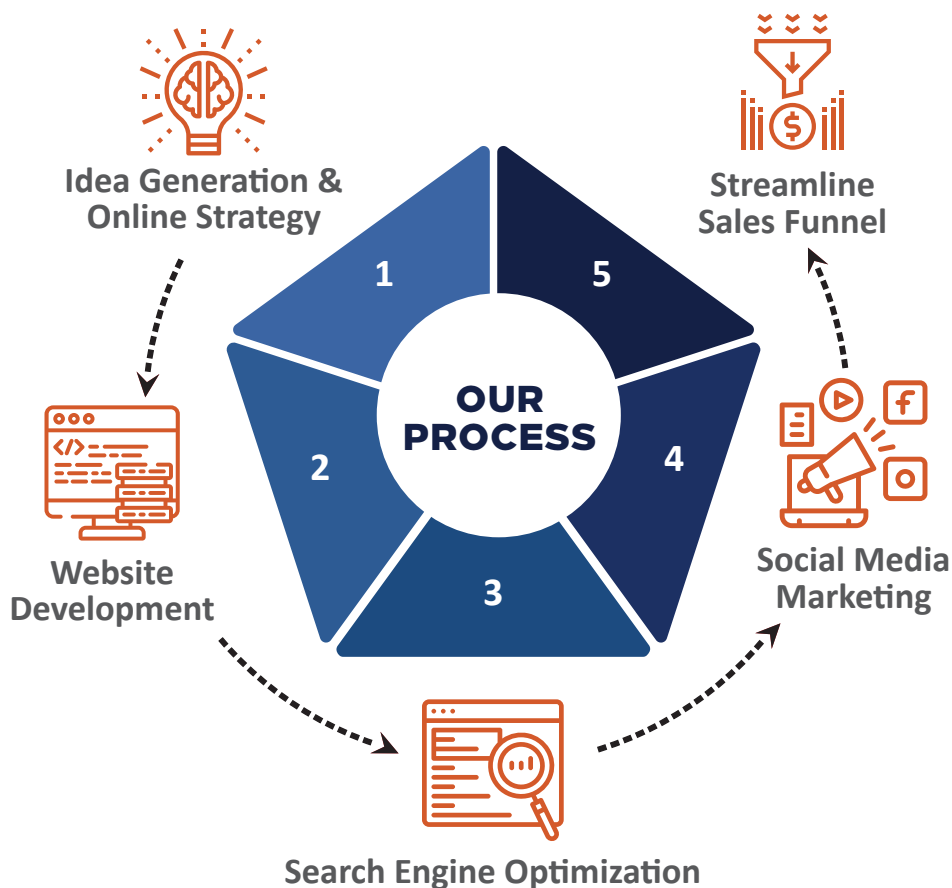 Idea Generation &
Online Strategy
1
Website
Development
2
Search Engine Optimization
3
Social Media
Marketing
4
Streamline
Sales Funnel
5
OUR
PROCESS
</>
$
f